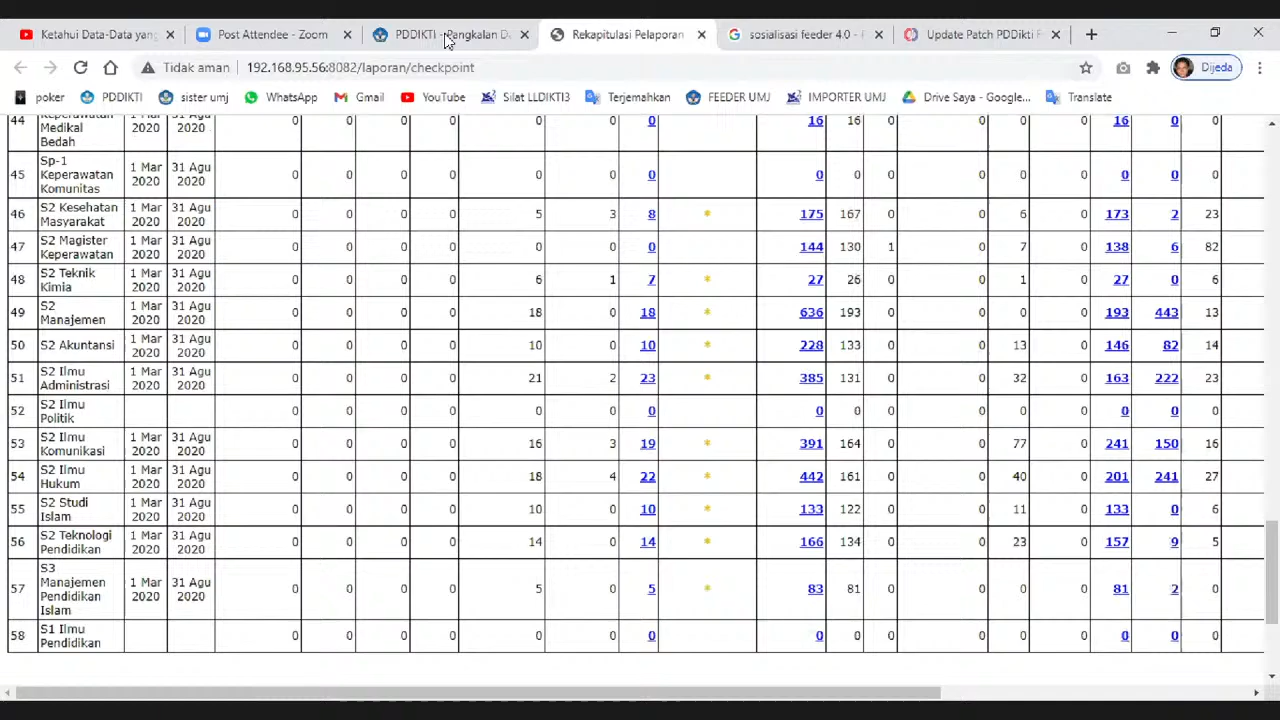 Ketahui Data-Data yang
Post Attendee - Zoom
PDDIKTI - Pangkalan Da
Rekapitulasi Pelaporan
sosialisasi feeder 4.0 -
Update Patch PDDikti
Tidak aman 192.168.95.56:8082/laporan/checkpoint
Dijeda
poker PDDIKTI sister umj WhatsApp Gmail YouTube Silat LLDIKTI3 Terjemahkan FEEDER UMJ IMPORTER UMJ Drive Saya - Google... Translate
44 Keperawatan Medikal Bedah 1 Mar 2020 31 Agu 2020 0 0 0 0 0 0 0 16 16 0 0 0 0 16 0 0
45 Sp-1 Keperawatan Komunitas 1 Mar 2020 31 Agu 2020 0 0 0 0 0 0 0 0 0 0 0 0 0 0 0 0
46 S2 Kesehatan Masyarakat 1 Mar 2020 31 Agu 2020 0 0 0 0 5 3 8 * 175 167 0 0 6 0 173 2 23
47 S2 Magister Keperawatan 1 Mar 2020 31 Agu 2020 0 0 0 0 0 0 0 144 130 1 0 7 0 138 6 82
48 S2 Teknik Kimia 1 Mar 2020 31 Agu 2020 0 0 0 0 6 1 7 * 27 26 0 0 1 0 27 0 6
49 S2 Manajemen 1 Mar 2020 31 Agu 2020 0 0 0 0 18 0 18 * 636 193 0 0 0 0 193 443 13
50 S2 Akuntansi 1 Mar 2020 31 Agu 2020 0 0 0 0 10 0 10 * 228 133 0 0 13 0 146 82 14
51 S2 Ilmu Administrasi 1 Mar 2020 31 Agu 2020 0 0 0 0 21 2 23 * 385 131 0 0 32 0 163 222 23
52 S2 Ilmu Politik 0 0 0 0 0 0 0 0 0 0 0 0 0 0 0 0
53 S2 Ilmu Komunikasi 1 Mar 2020 31 Agu 2020 0 0 0 0 16 3 19 * 391 164 0 0 77 0 241 150 16
54 S2 Ilmu Hukum 1 Mar 2020 31 Agu 2020 0 0 0 0 18 4 22 * 442 161 0 0 40 0 201 241 27
55 S2 Studi Islam 1 Mar 2020 31 Agu 2020 0 0 0 0 10 0 10 * 133 122 0 0 11 0 133 0 6
56 S2 Teknologi Pendidikan 1 Mar 2020 31 Agu 2020 0 0 0 0 14 0 14 * 166 134 0 0 23 0 157 9 5
57 S3 Manajemen Pendidikan Islam 1 Mar 2020 31 Agu 2020 0 0 0 0 5 0 5 * 83 81 0 0 0 0 81 2 0
58 S1 Ilmu Pendidikan 0 0 0 0 0 0 0 0 0 0 0 0 0 0 0 0